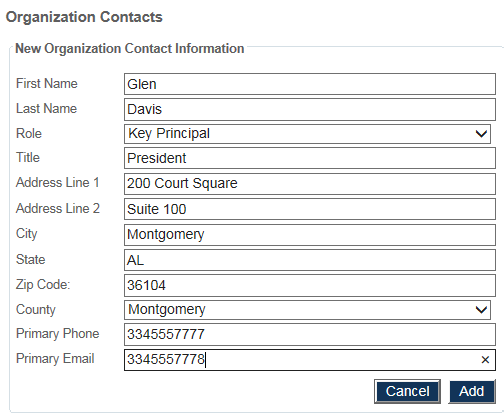 Organization Contacts
New Organization Contact Information
First Name Glen
Last Name Davis
Role Key Principal
Title President
Address Line 1 200 Court Square
Address Line 2 Suite 100
City Montgomery
State AL
Zip Code: 36104
County Montgomery
Primary Phone 3345557777
Primary Email 3345557778 ×
Cancel Add